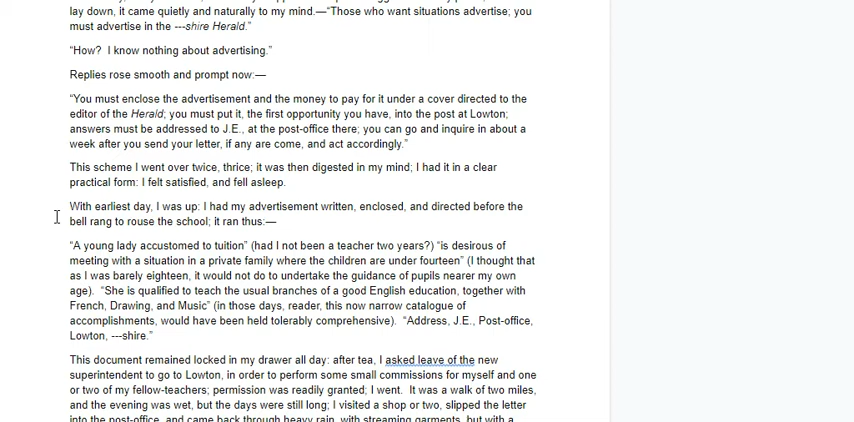 lay down, it came quietly and naturally to my mind.—“Those who want situations advertise; you
must advertise in the ---shire Herald.”
“How?  I know nothing about advertising.”
Replies rose smooth and prompt now:—
“You must enclose the advertisement and the money to pay for it under a cover directed to the
editor of the Herald; you must put it, the first opportunity you have, into the post at Lowton;
answers must be addressed to J.E., at the post-office there; you can go and inquire in about a
week after you send your letter, if any are come, and act accordingly.”
This scheme I went over twice, thrice; it was then digested in my mind; I had it in a clear
practical form: I felt satisfied, and fell asleep.
With earliest day, I was up: I had my advertisement written, enclosed, and directed before the
bell rang to rouse the school; it ran thus:—
“A young lady accustomed to tuition” (had I not been a teacher two years?) “is desirous of
meeting with a situation in a private family where the children are under fourteen” (I thought that
as I was barely eighteen, it would not do to undertake the guidance of pupils nearer my own
age).  “She is qualified to teach the usual branches of a good English education, together with
French, Drawing, and Music” (in those days, reader, this now narrow catalogue of
accomplishments, would have been held tolerably comprehensive).  “Address, J.E., Post-office,
Lowton, ---shire.”
This document remained locked in my drawer all day: after tea, I asked leave of the new
superintendent to go to Lowton, in order to perform some small commissions for myself and one
or two of my fellow-teachers; permission was readily granted; I went.  It was a walk of two miles,
and the evening was wet, but the days were still long; I visited a shop or two, slipped the letter
into the post-office, and came back through heavy rain, with streaming garments, but with a